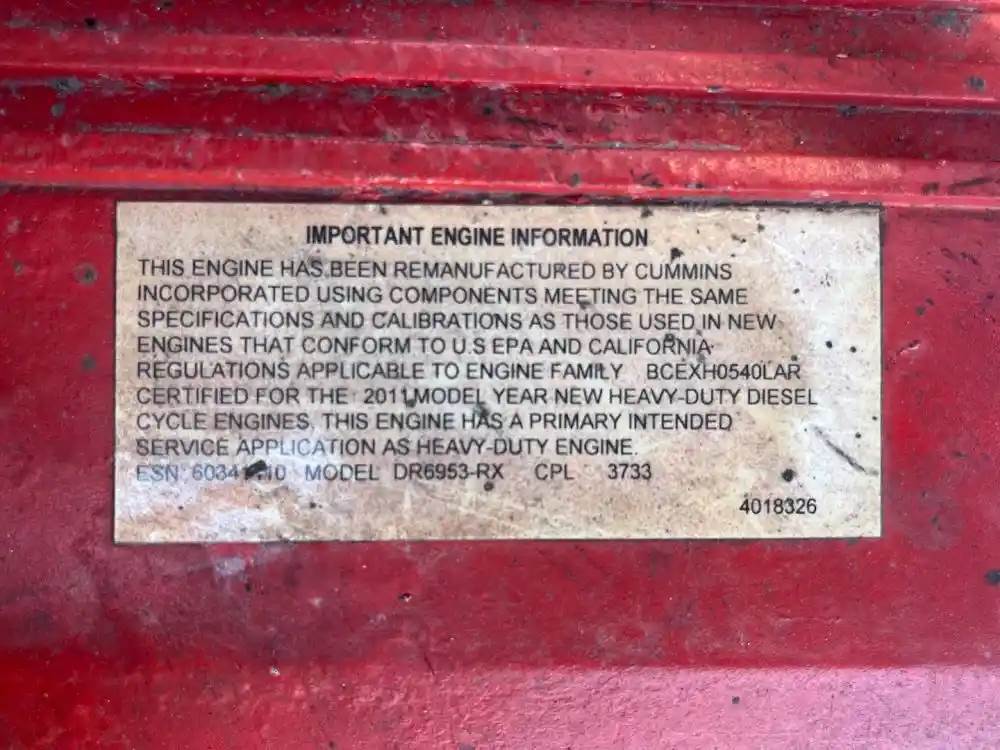 IMPORTANT ENGINE INFORMATION
THIS ENGINE HAS BEEN REMANUFACTURED BY CUMMINS
INCORPORATED USING COMPONENTS MEETING THE SAME
SPECIFICATIONS AND CALIBRATIONS AS THOSE USED IN NEW
ENGINES THAT CONFORM TO U.S EPA AND CALIFORNIA
REGULATIONS APPLICABLE TO ENGINE FAMILY BCEXH0540LAR
CERTIFIED FOR THE 2011 MODEL YEAR NEW HEAVY-DUTY DIESEL
CYCLE ENGINES. THIS ENGINE HAS A PRIMARY INTENDED
SERVICE APPLICATION AS HEAVY-DUTY ENGINE.
ESN MODEL DR6953-RX CPL 3733
4018326